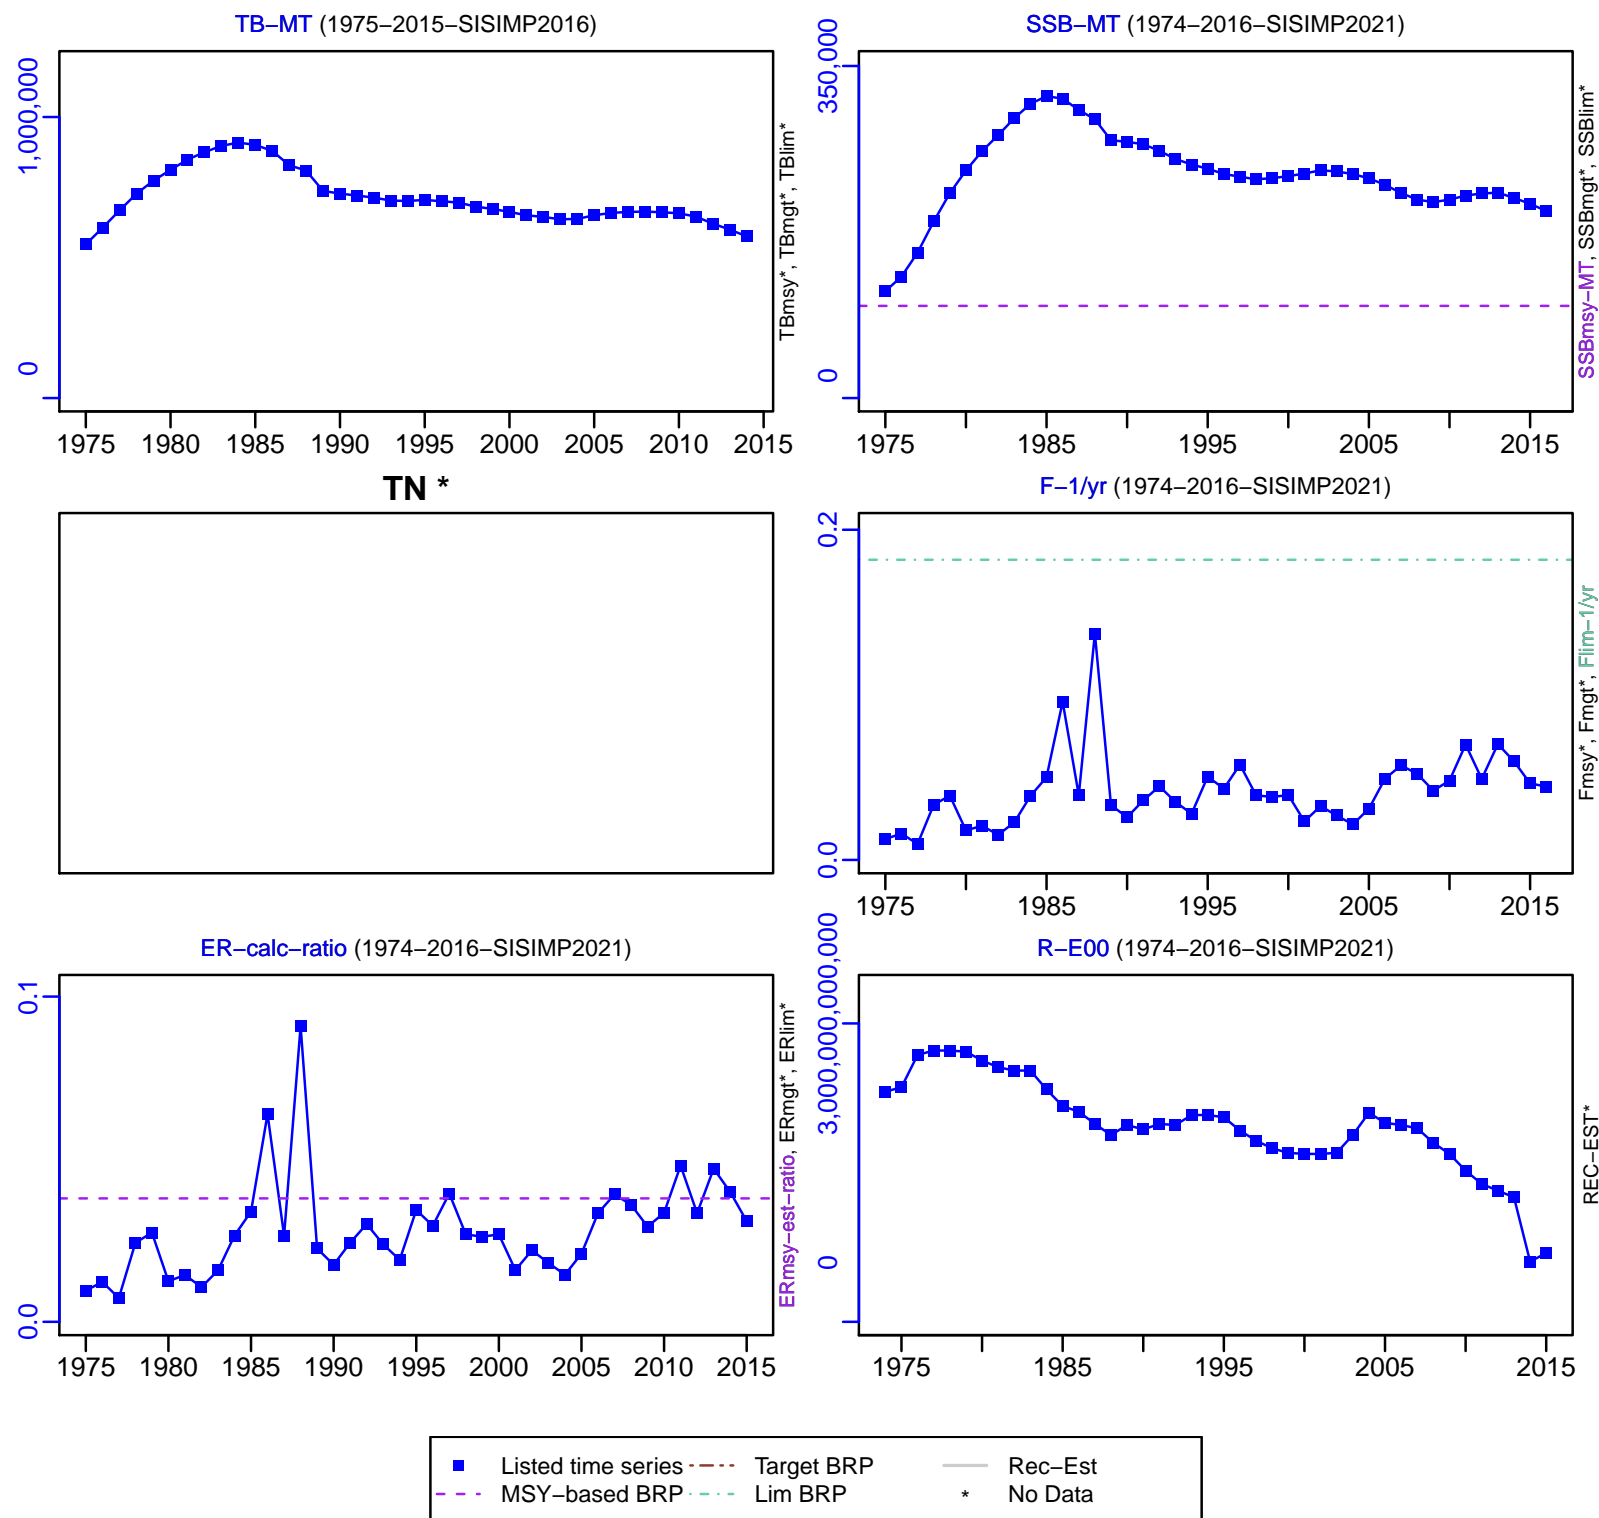 TB−MT (1975−2015−SISIMP2016)
1,000,000
0
TBmsy*, TBmgt*, TBlim*
1975 1980 1985 1990 1995 2000 2005 2010 2015
SSB−MT (1974−2016−SISIMP2021)
350,000
0
SSBmsy−MT, SSBmgt*, SSBlim*
1975 1985 1995 2005 2015
TN *
F−1/yr (1974−2016−SISIMP2021)
0.2
0.0
Fmsy*, Fmgt*, Flim−1/yr
1975 1985 1995 2005 2015
ER−calc−ratio (1974−2016−SISIMP2021)
0.1
0.0
ERmsy−est−ratio, ERmgt*, ERlim*
1975 1980 1985 1990 1995 2000 2005 2010 2015
R−E00 (1974−2016−SISIMP2021)
3,000,000,000
0
REC−EST*
1975 1985 1995 2005 2015
Listed time series Target BRP Rec−Est
MSY−based BRP Lim BRP * No Data